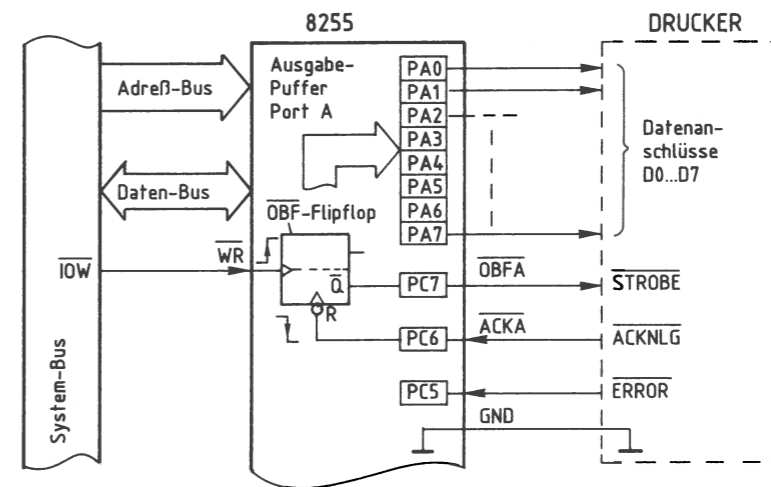 8255
DRUCKER
Adreß-Bus
Ausgabe-
Puffer
Port A
PA0
PA1
PA2
PA3
PA4
PA5
PA6
PA7
Datenan-
schlüsse
D0...D7
Daten-Bus
OBF-Flipflop
IOW
WR
Q
R
PC7
OBFA
STROBE
PC6
ACKA
ACKNLG
PC5
ERROR
GND
System-Bus